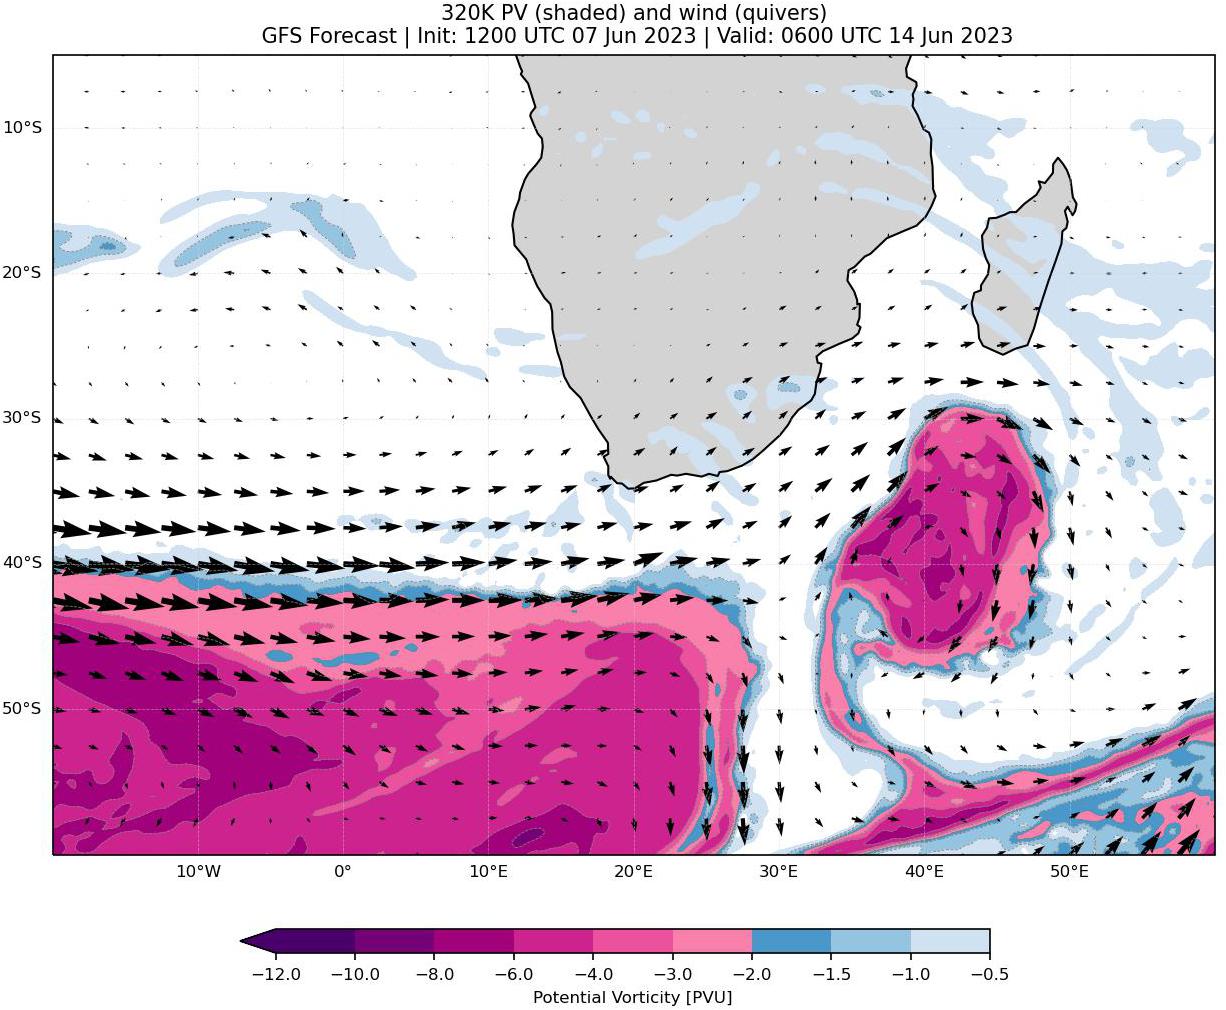 320K PV (shaded) and wind (quivers)
GFS Forecast | Init: 1200 UTC 07 Jun 2023 | Valid: 0600 UTC 14 Jun 2023
10°S
20°S
30°S
40°S
50°S
10°W 0° 10°E 20°E 30°E 40°E 50°E
−12.0 −10.0 −8.0 −6.0 −4.0 −3.0 −2.0 −1.5 −1.0 −0.5
Potential Vorticity [PVU]